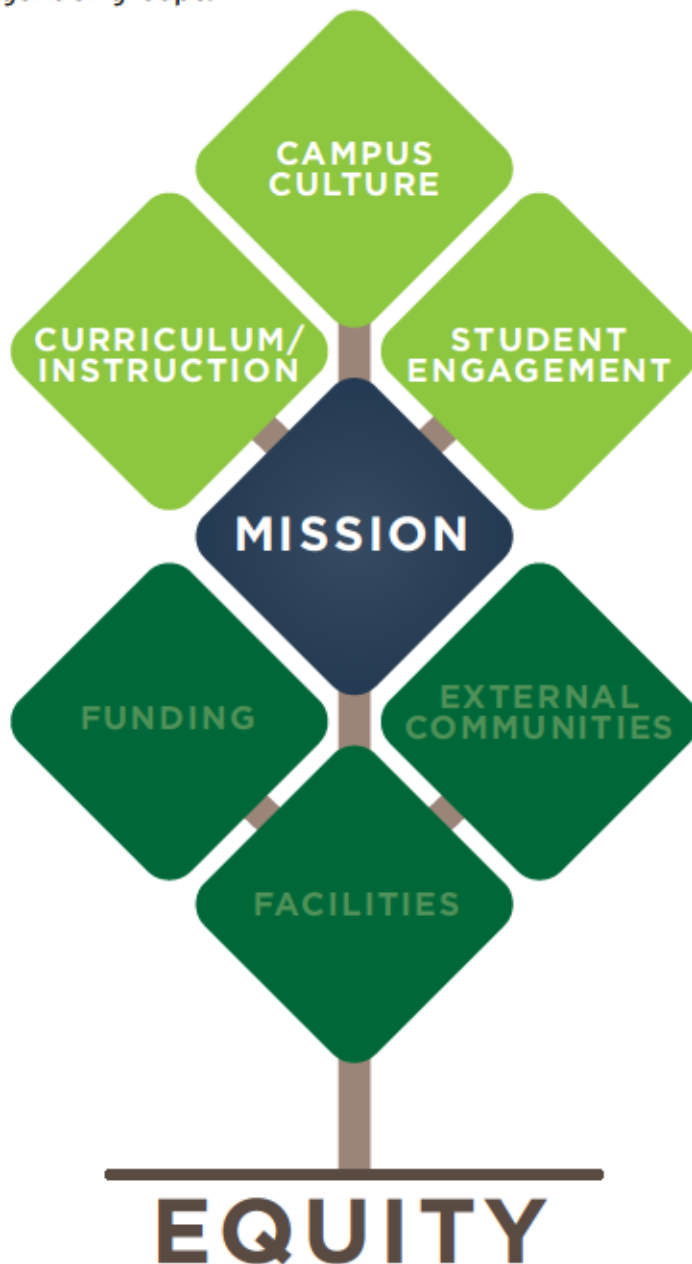 CAMPUS
CULTURE
CURRICULUM/
INSTRUCTION
STUDENT
ENGAGEMENT
MISSION
FUNDING
EXTERNAL
COMMUNITIES
FACILITIES
EQUITY